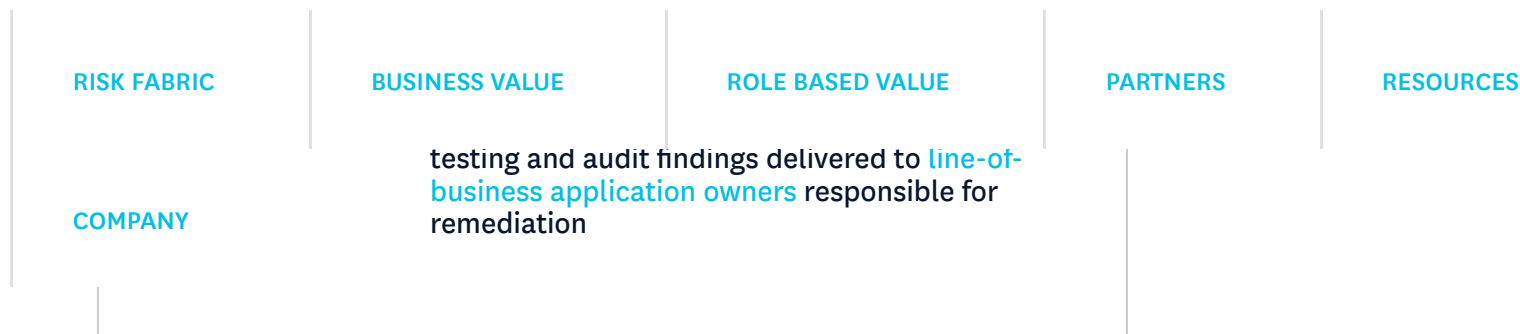 RISK FABRIC
BUSINESS VALUE
ROLE BASED VALUE
PARTNERS
RESOURCES
testing and audit findings delivered to line-of-
business application owners responsible for
remediation
COMPANY